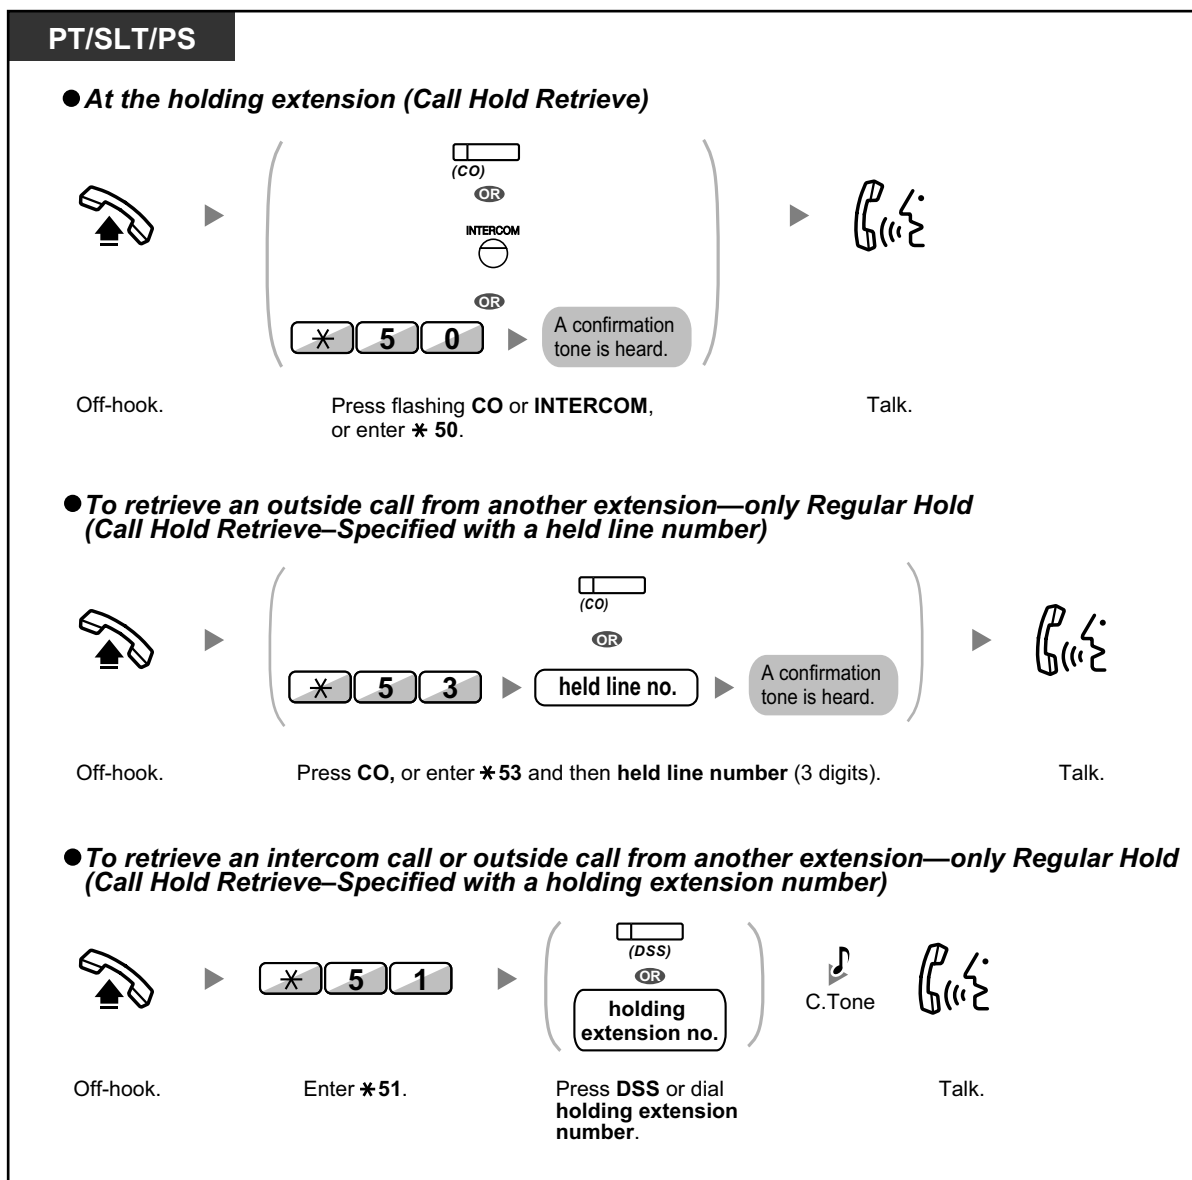 PT/SLT/PS
● At the holding extension (Call Hold Retrieve)
(CO)
OR
INTERCOM
OR
* 5 0
A confirmation
tone is heard.
Off-hook.
Press flashing CO or INTERCOM,
or enter * 50.
Talk.
● To retrieve an outside call from another extension—only Regular Hold
(Call Hold Retrieve–Specified with a held line number)
(CO)
OR
* 5 3
held line no.
A confirmation
tone is heard.
Off-hook.
Press CO, or enter * 53 and then held line number (3 digits).
Talk.
● To retrieve an intercom call or outside call from another extension—only Regular Hold
(Call Hold Retrieve–Specified with a holding extension number)
* 5 1
(DSS)
OR
holding
extension no.
C.Tone
Off-hook.
Enter * 51.
Press DSS or dial
holding extension
number.
Talk.